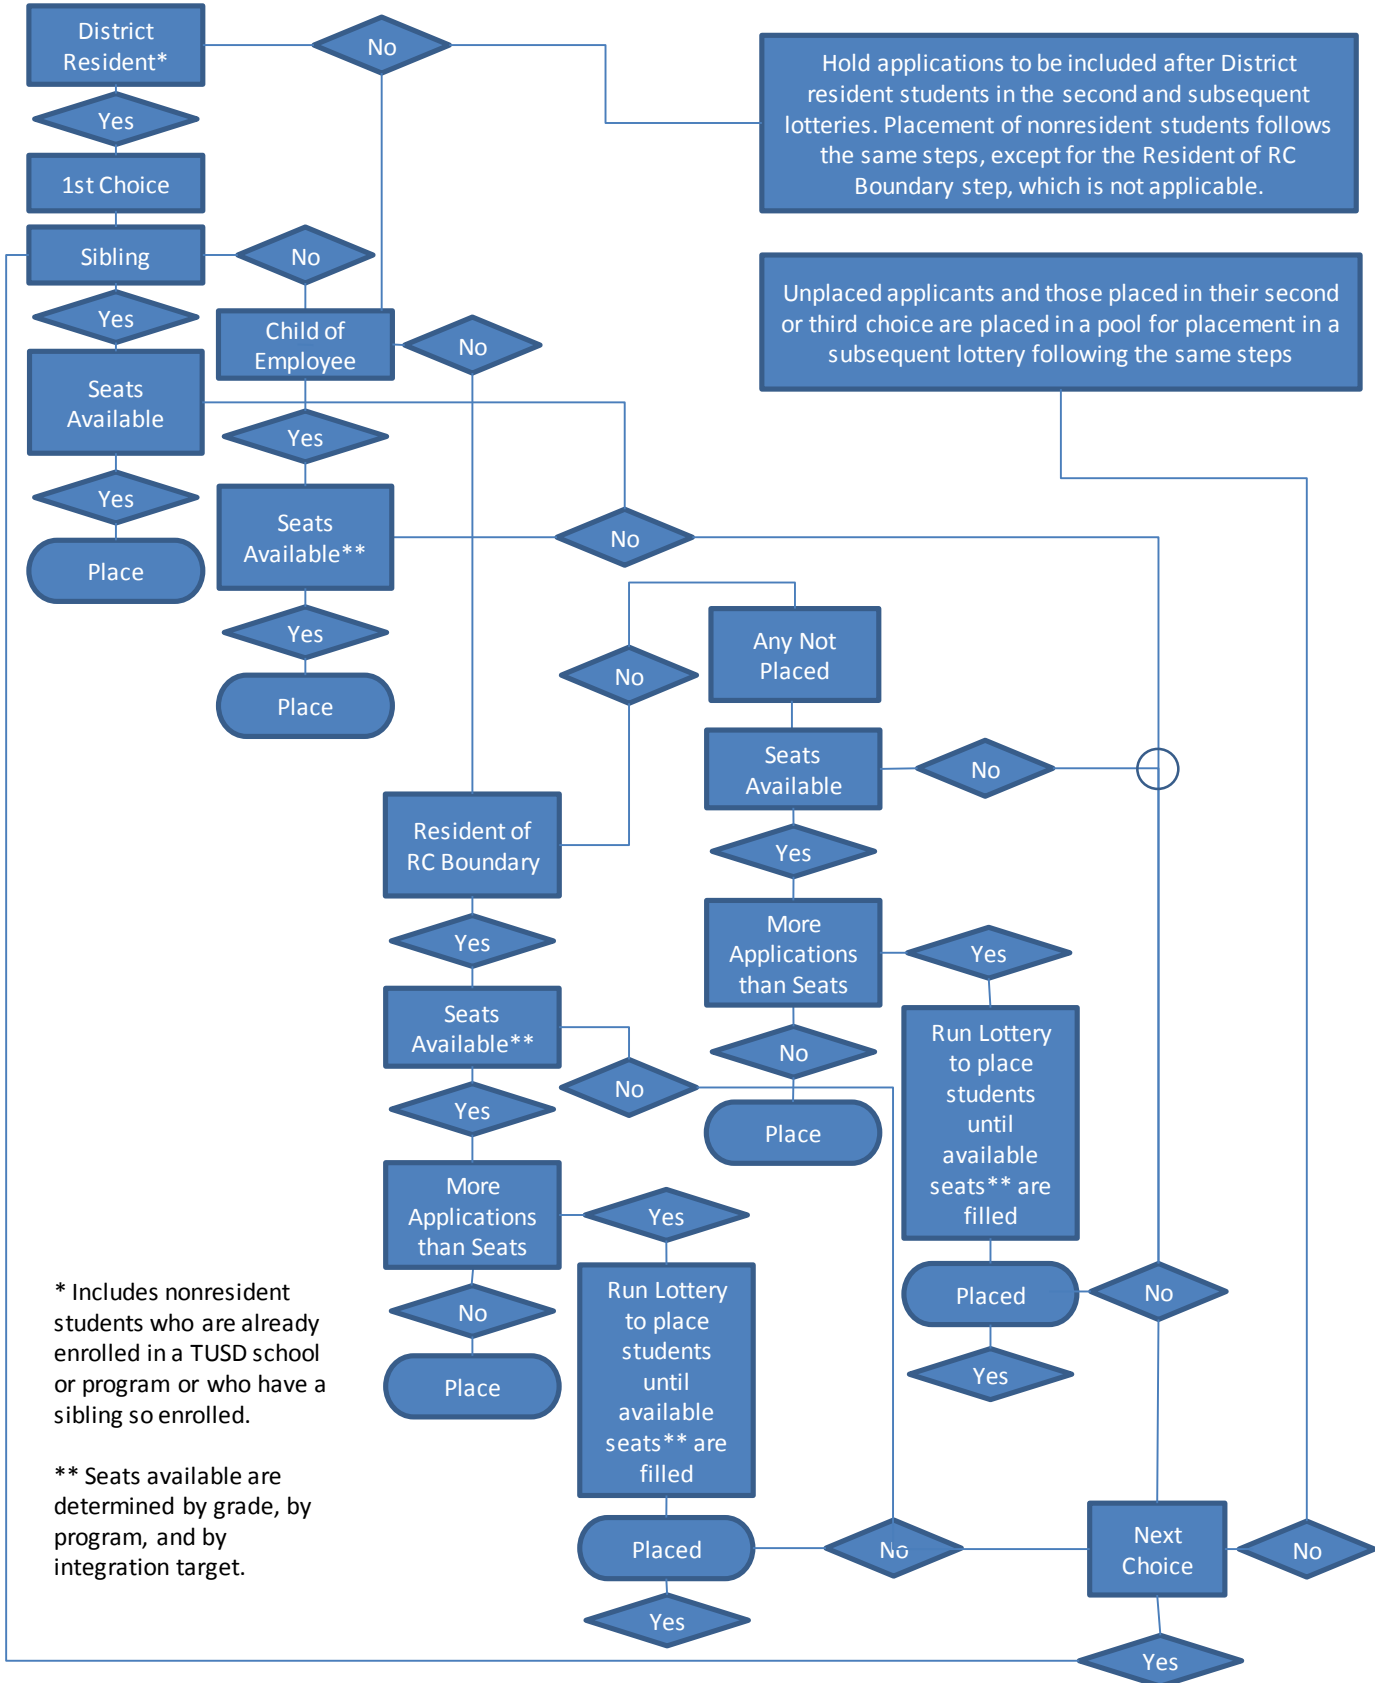 District
Resident*
No
Hold applications to be included after District
resident students in the second and subsequent
lotteries. Placement of nonresident students follows
the same steps, except for the Resident of RC
Boundary step, which is not applicable.
Yes
1st Choice
Sibling
No
Unplaced applicants and those placed in their second
or third choice are placed in a pool for placement in a
subsequent lottery following the same steps
Yes
Child of
Employee
No
Seats
Available
Yes
Yes
Seats
Available**
No
Place
Yes
Any Not
Placed
No
Place
Seats
Available
No
Resident of
RC Boundary
Yes
Yes
More
Applications
than Seats
Yes
Seats
Available**
Run Lottery
to place
students
until
available
seats** are
filled
No
No
Yes
Place
More
Applications
than Seats
Yes
Run Lottery
to place
students
until
available
seats** are
filled
Placed
No
No
Yes
Place
* Includes nonresident
students who are already
enrolled in a TUSD school
or program or who have a
sibling so enrolled.
** Seats available are
determined by grade, by
program, and by
integration target.
Placed
No
Next
Choice
No
Yes
Yes